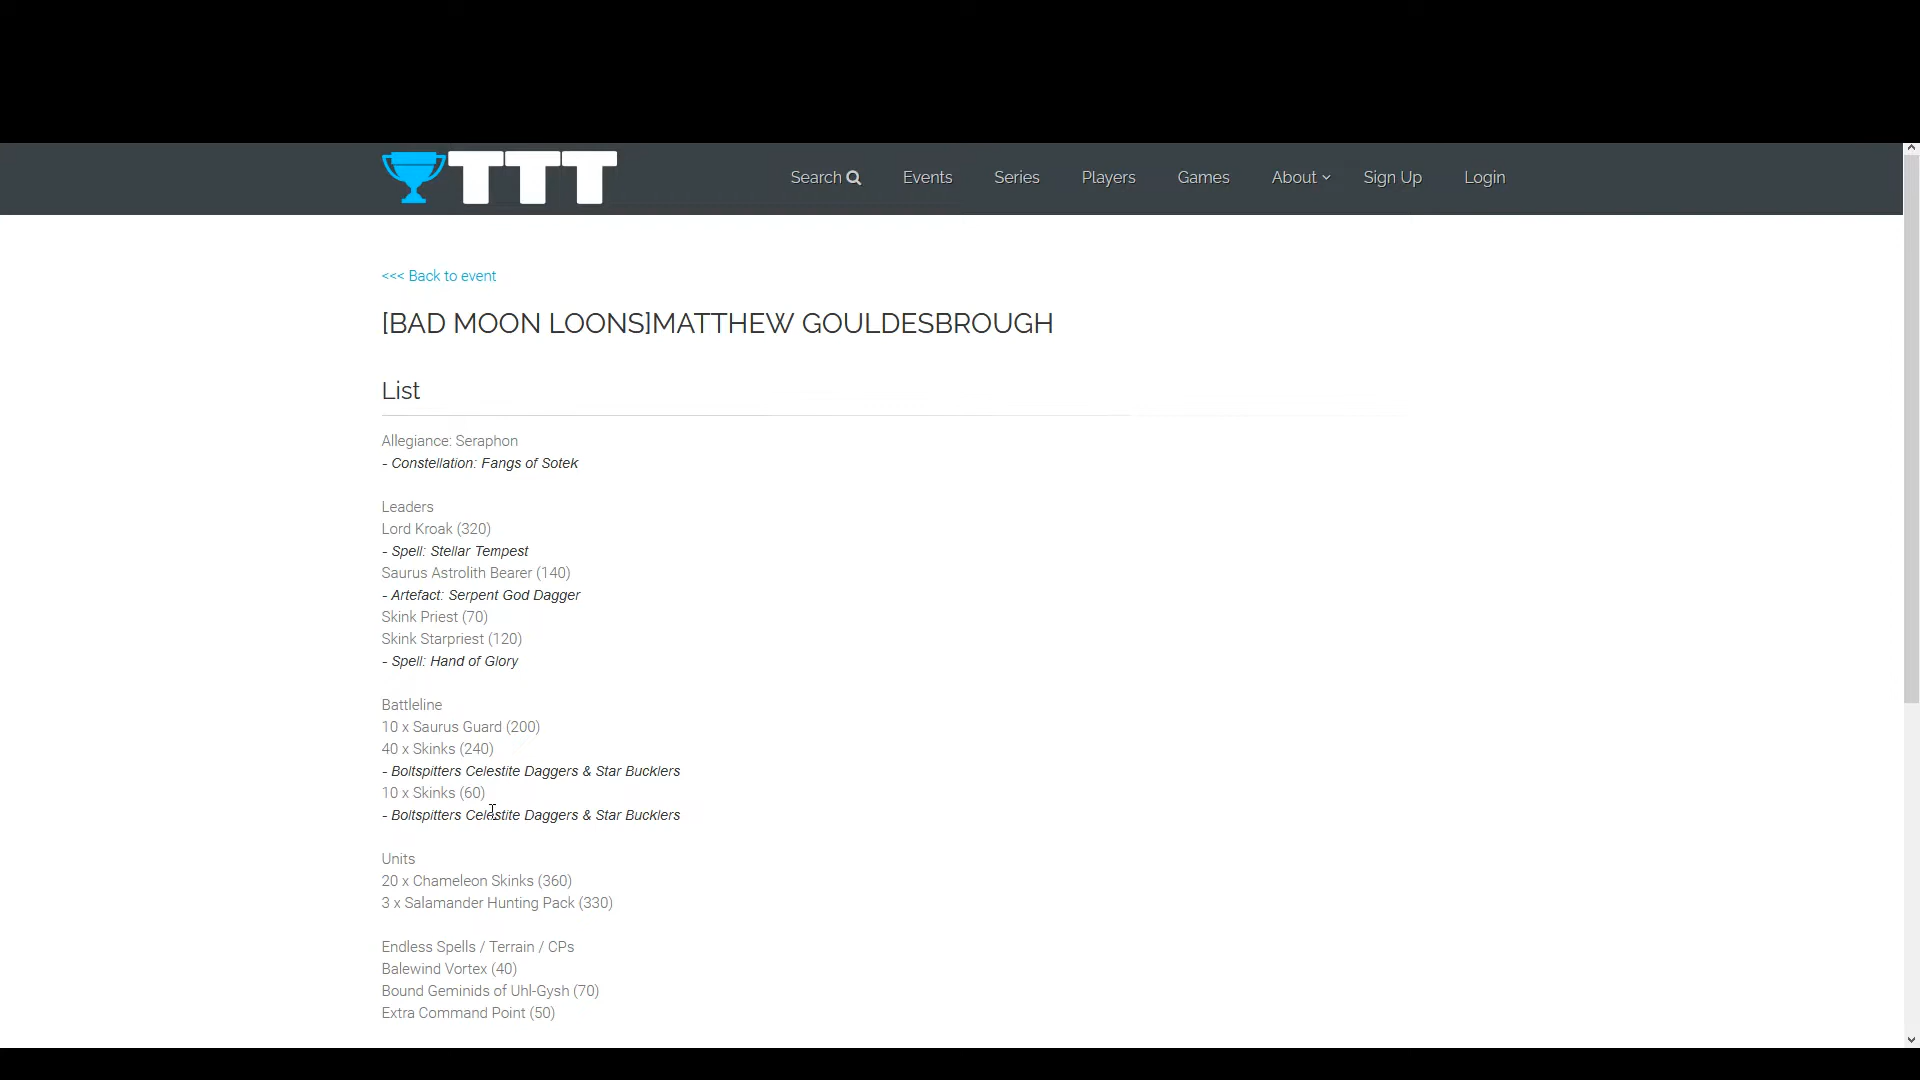 TTT
Search
Events
Series
Players
Games
About
Sign Up
Login
<<< Back to event
[BAD MOON LOONS]MATTHEW GOULDESBROUGH
List
Allegiance: Seraphon
- Constellation: Fangs of Sotek
Leaders
Lord Kroak (320)
- Spell: Stellar Tempest
Saurus Astrolith Bearer (140)
- Artefact: Serpent God Dagger
Skink Priest (70)
Skink Starpriest (120)
- Spell: Hand of Glory
Battleline
10 x Saurus Guard (200)
40 x Skinks (240)
- Boltspitters Celestite Daggers & Star Bucklers
10 x Skinks (60)
- Boltspitters Celestite Daggers & Star Bucklers
Units
20 x Chameleon Skinks (360)
3 x Salamander Hunting Pack (330)
Endless Spells / Terrain / CPs
Balewind Vortex (40)
Bound Geminids of Uhl-Gysh (70)
Extra Command Point (50)